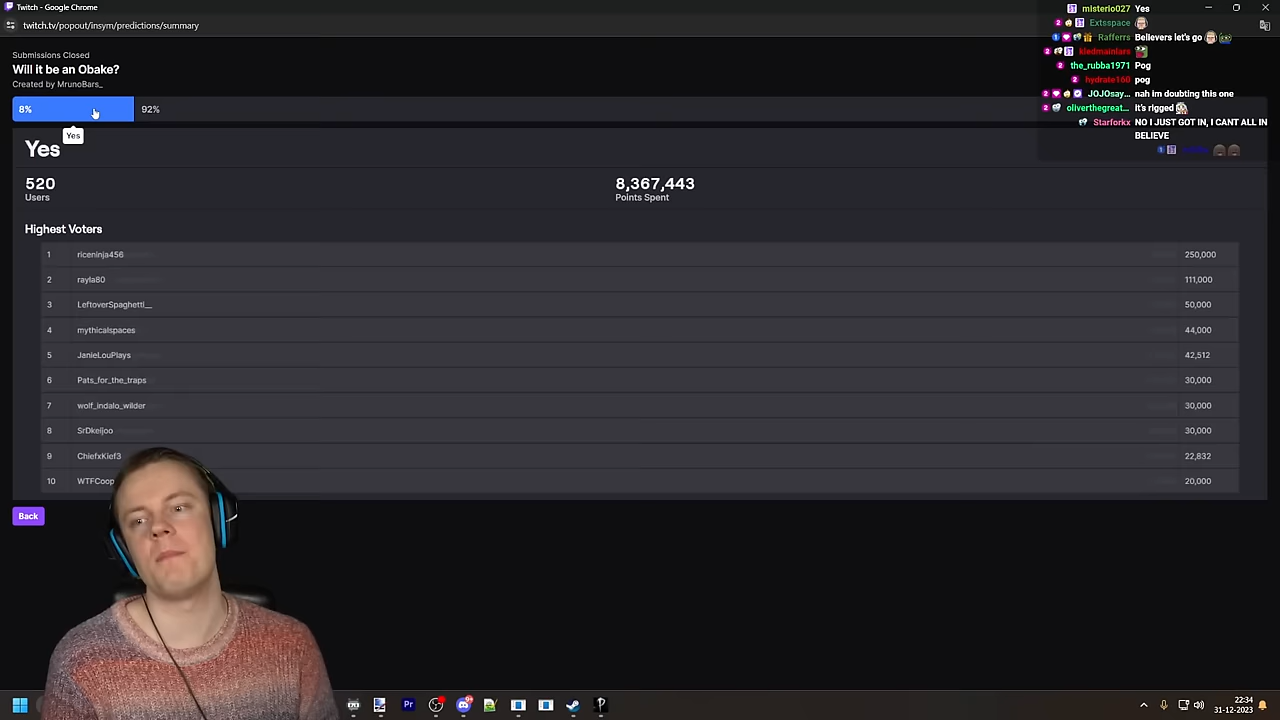 Twitch - Google Chrome
twitch.tv/popout/insym/predictions/summary
Submissions Closed
Will it be an Obake?
Created by MrunoBars_
8%
92%
Yes
Yes
520
Users
8,367,443
Points Spent
Highest Voters
1 riceninja456 250,000
2 rayla80 111,000
3 LeftoverSpaghetti__ 50,000
4 mythicalspaces 44,000
5 JanieLouPlays 42,512
6 Pats_for_the_traps 30,000
7 wolf_indalo_wilder 30,000
8 SrDkeijoo 30,000
9 ChiefxKief3 22,832
10 WTFCoop 20,000
Back
misterio027 Yes
Extsspace
Rafferrs Believers let's go
kledmainlars
the_rubba1971 Pog
hydrate160 pog
JOJOsay... nah im doubting this one
oliverthegreat... It's rigged
Starforkx NO I JUST GOT IN, I CANT ALL IN
BELIEVE
Pr
22:34
31-12-2023